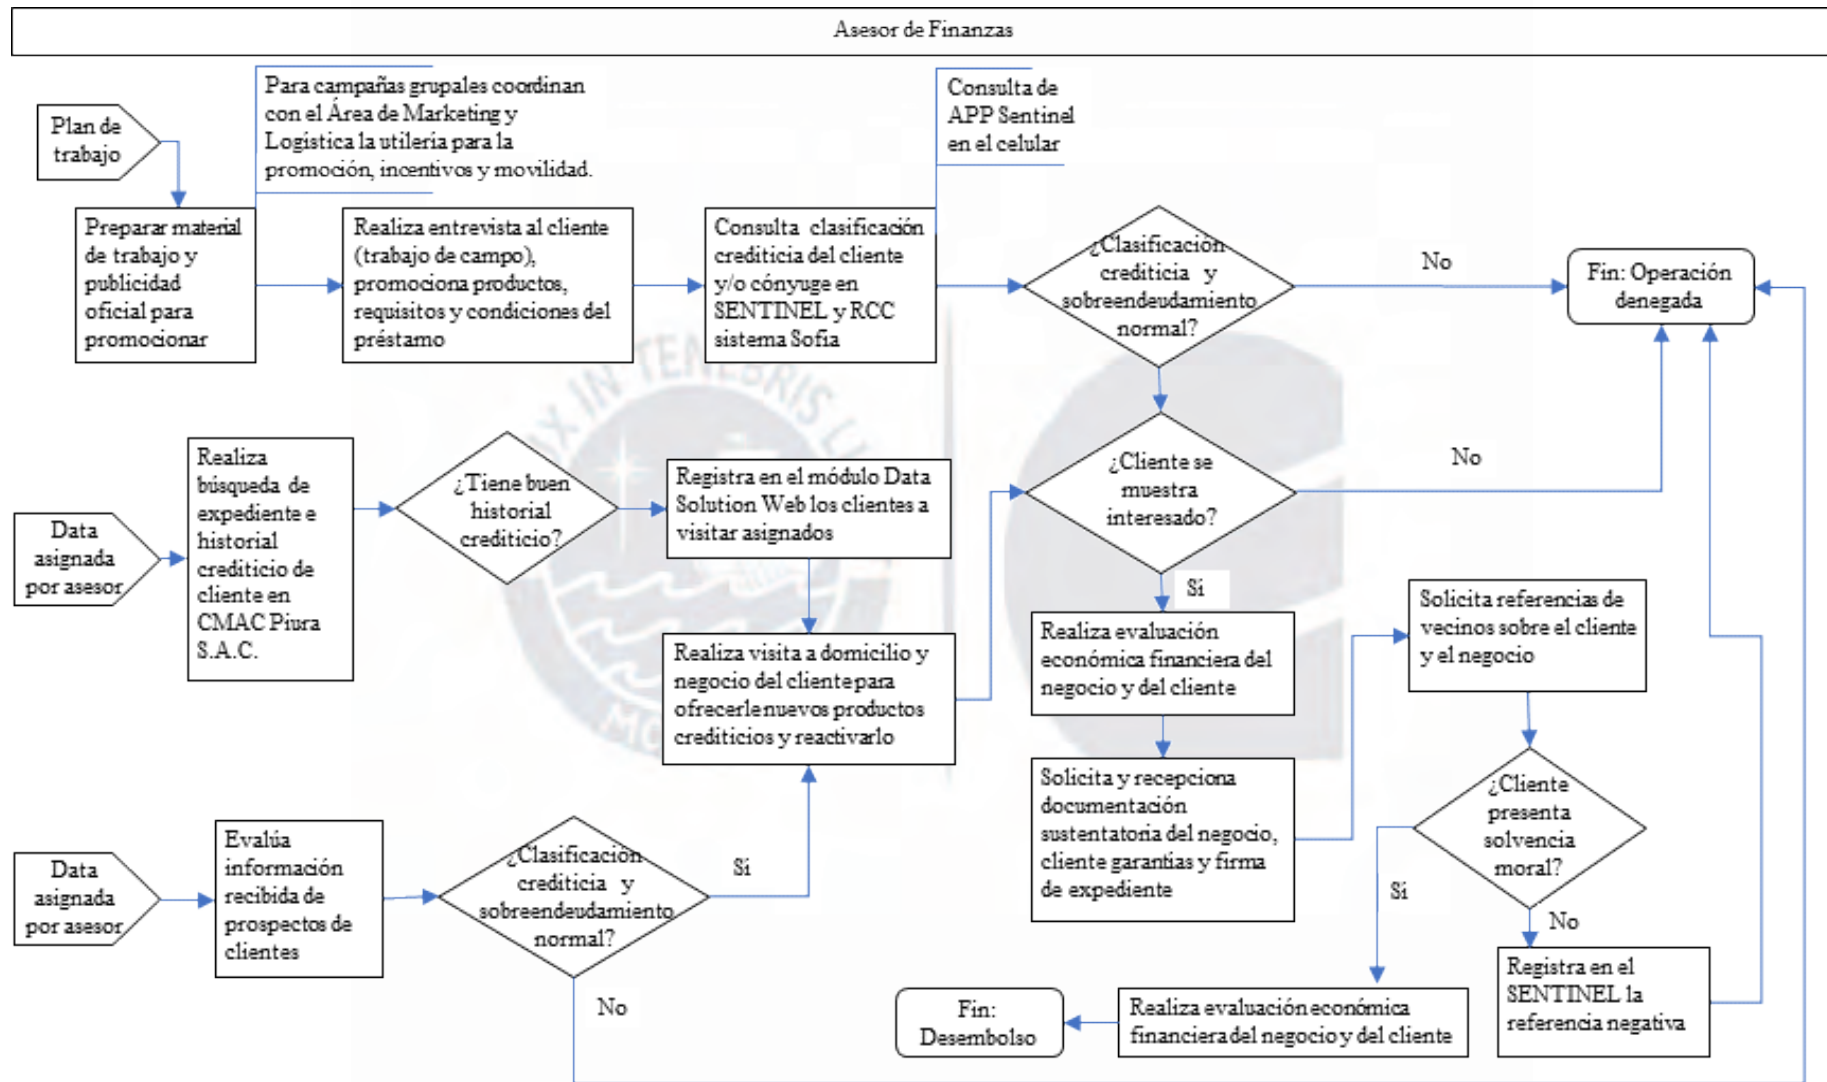 Asesor de Finanzas
Plan de
trabajo
Para campañas grupales coordinan
con el Área de Marketing y
Logística la utilería para la
promoción, incentivos y movilidad.
Consulta de
APP Sentinel
en el celular
Preparar material
de trabajo y
publicidad
oficial para
promocionar
Realiza entrevista al cliente
(trabajo de campo),
promociona productos,
requisitos y condiciones del
préstamo
Consulta clasificación
crediticia del cliente
y/o cónyuge en
SENTINEL y RCC
sistema Sofia
¿Clasificación
crediticia y
sobreendeudamiento
normal?
No
Fin: Operación
denegada
Data
asignada
por asesor
Realiza
búsqueda de
expediente e
historial
crediticio de
cliente en
CMAC Piura
S.A.C.
¿Tiene buen
historial
crediticio?
Registra en el módulo Data
Solution Web los clientes a
visitar asignados
¿Cliente se
muestra
interesado?
No
Sí
Realiza visita a domicilio y
negocio del cliente para
ofrecerle nuevos productos
crediticios y reactivarlo
Realiza evaluación
económica financiera del
negocio y del cliente
Solicita referencias de
vecinos sobre el cliente
y el negocio
Solicita y recepciona
documentación
sustentatoria del negocio,
cliente garantías y firma
de expediente
¿Cliente
presenta
solvencia
moral?
Sí
No
Data
asignada
por asesor
Evalúa
información
recibida de
prospectos de
clientes
¿Clasificación
crediticia y
sobreendeudamiento
normal?
Sí
No
Fin:
Desembolso
Realiza evaluación económica
financiera del negocio y del cliente
Registra en el
SENTINEL la
referencia negativa
LUX IN TENEBRIS